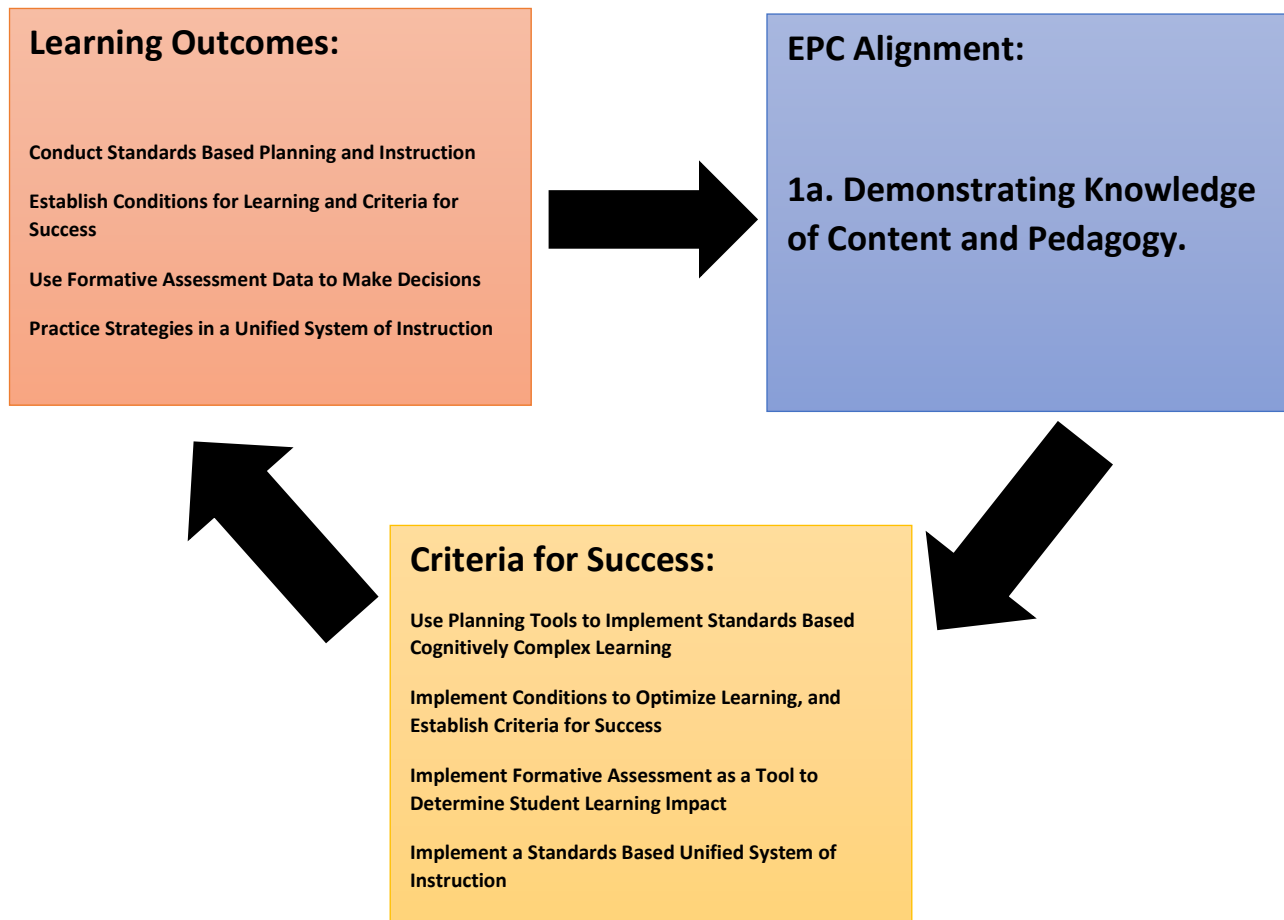 Learning Outcomes:
Conduct Standards Based Planning and Instruction
Establish Conditions for Learning and Criteria for
Success
Use Formative Assessment Data to Make Decisions
Practice Strategies in a Unified System of Instruction
EPC Alignment:
1a. Demonstrating Knowledge
of Content and Pedagogy.
Criteria for Success:
Use Planning Tools to Implement Standards Based
Cognitively Complex Learning
Implement Conditions to Optimize Learning, and
Establish Criteria for Success
Implement Formative Assessment as a Tool to
Determine Student Learning Impact
Implement a Standards Based Unified System of
Instruction